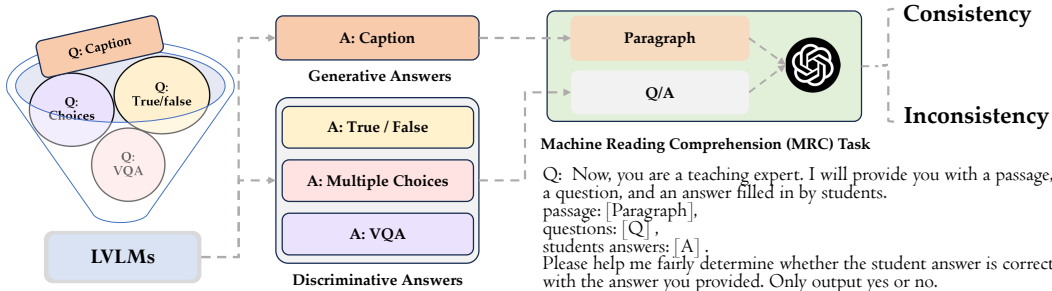 Q: Caption
Q:
Choices
Q:
True/false
Q:
VQA
LVLMs
A: Caption
Generative Answers
A: True / False
A: Multiple Choices
A: VQA
Discriminative Answers
Paragraph
Q/A
Machine Reading Comprehension (MRC) Task
Consistency
Inconsistency
Q: Now, you are a teaching expert. I will provide you with a passage,
a question, and an answer filled in by students.
passage: [Paragraph],
questions: [Q] ,
students answers: [A] .
Please help me fairly determine whether the student answer is correct
with the answer you provided. Only output yes or no.